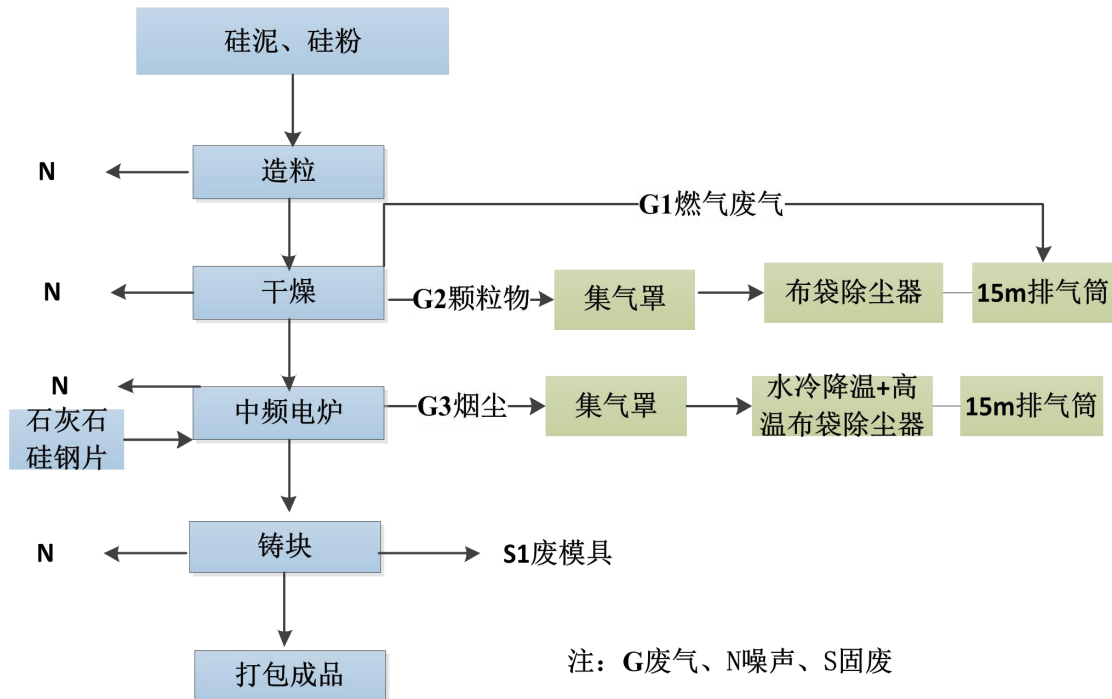 硅泥、硅粉
N
造粒
G1燃气废气
N
干燥
G2颗粒物
集气罩
布袋除尘器
15m排气筒
N
石灰石
硅钢片
中频电炉
G3烟尘
集气罩
水冷降温+高
温布袋除尘器
15m排气筒
N
铸块
S1废模具
打包成品
注：G废气、N噪声、S固废